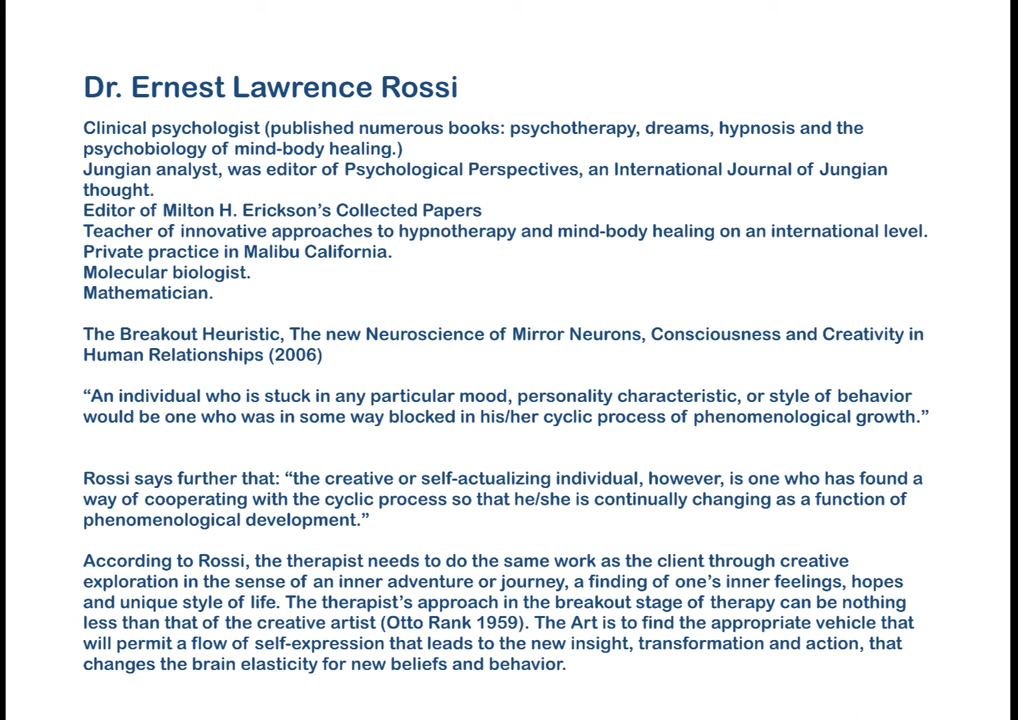 Dr. Ernest Lawrence Rossi
Clinical psychologist (published numerous books: psychotherapy, dreams, hypnosis and the
psychobiology of mind-body healing.)
Jungian analyst, was editor of Psychological Perspectives, an International Journal of Jungian
thought.
Editor of Milton H. Erickson’s Collected Papers
Teacher of innovative approaches to hypnotherapy and mind-body healing on an international level.
Private practice in Malibu California.
Molecular biologist.
Mathematician.
The Breakout Heuristic, The new Neuroscience of Mirror Neurons, Consciousness and Creativity in
Human Relationships (2006)
“An individual who is stuck in any particular mood, personality characteristic, or style of behavior
would be one who was in some way blocked in his/her cyclic process of phenomenological growth.”
Rossi says further that: “the creative or self-actualizing individual, however, is one who has found a
way of cooperating with the cyclic process so that he/she is continually changing as a function of
phenomenological development.”
According to Rossi, the therapist needs to do the same work as the client through creative
exploration in the sense of an inner adventure or journey, a finding of one’s inner feelings, hopes
and unique style of life. The therapist’s approach in the breakout stage of therapy can be nothing
less than that of the creative artist (Otto Rank 1959). The Art is to find the appropriate vehicle that
will permit a flow of self-expression that leads to the new insight, transformation and action, that
changes the brain elasticity for new beliefs and behavior.